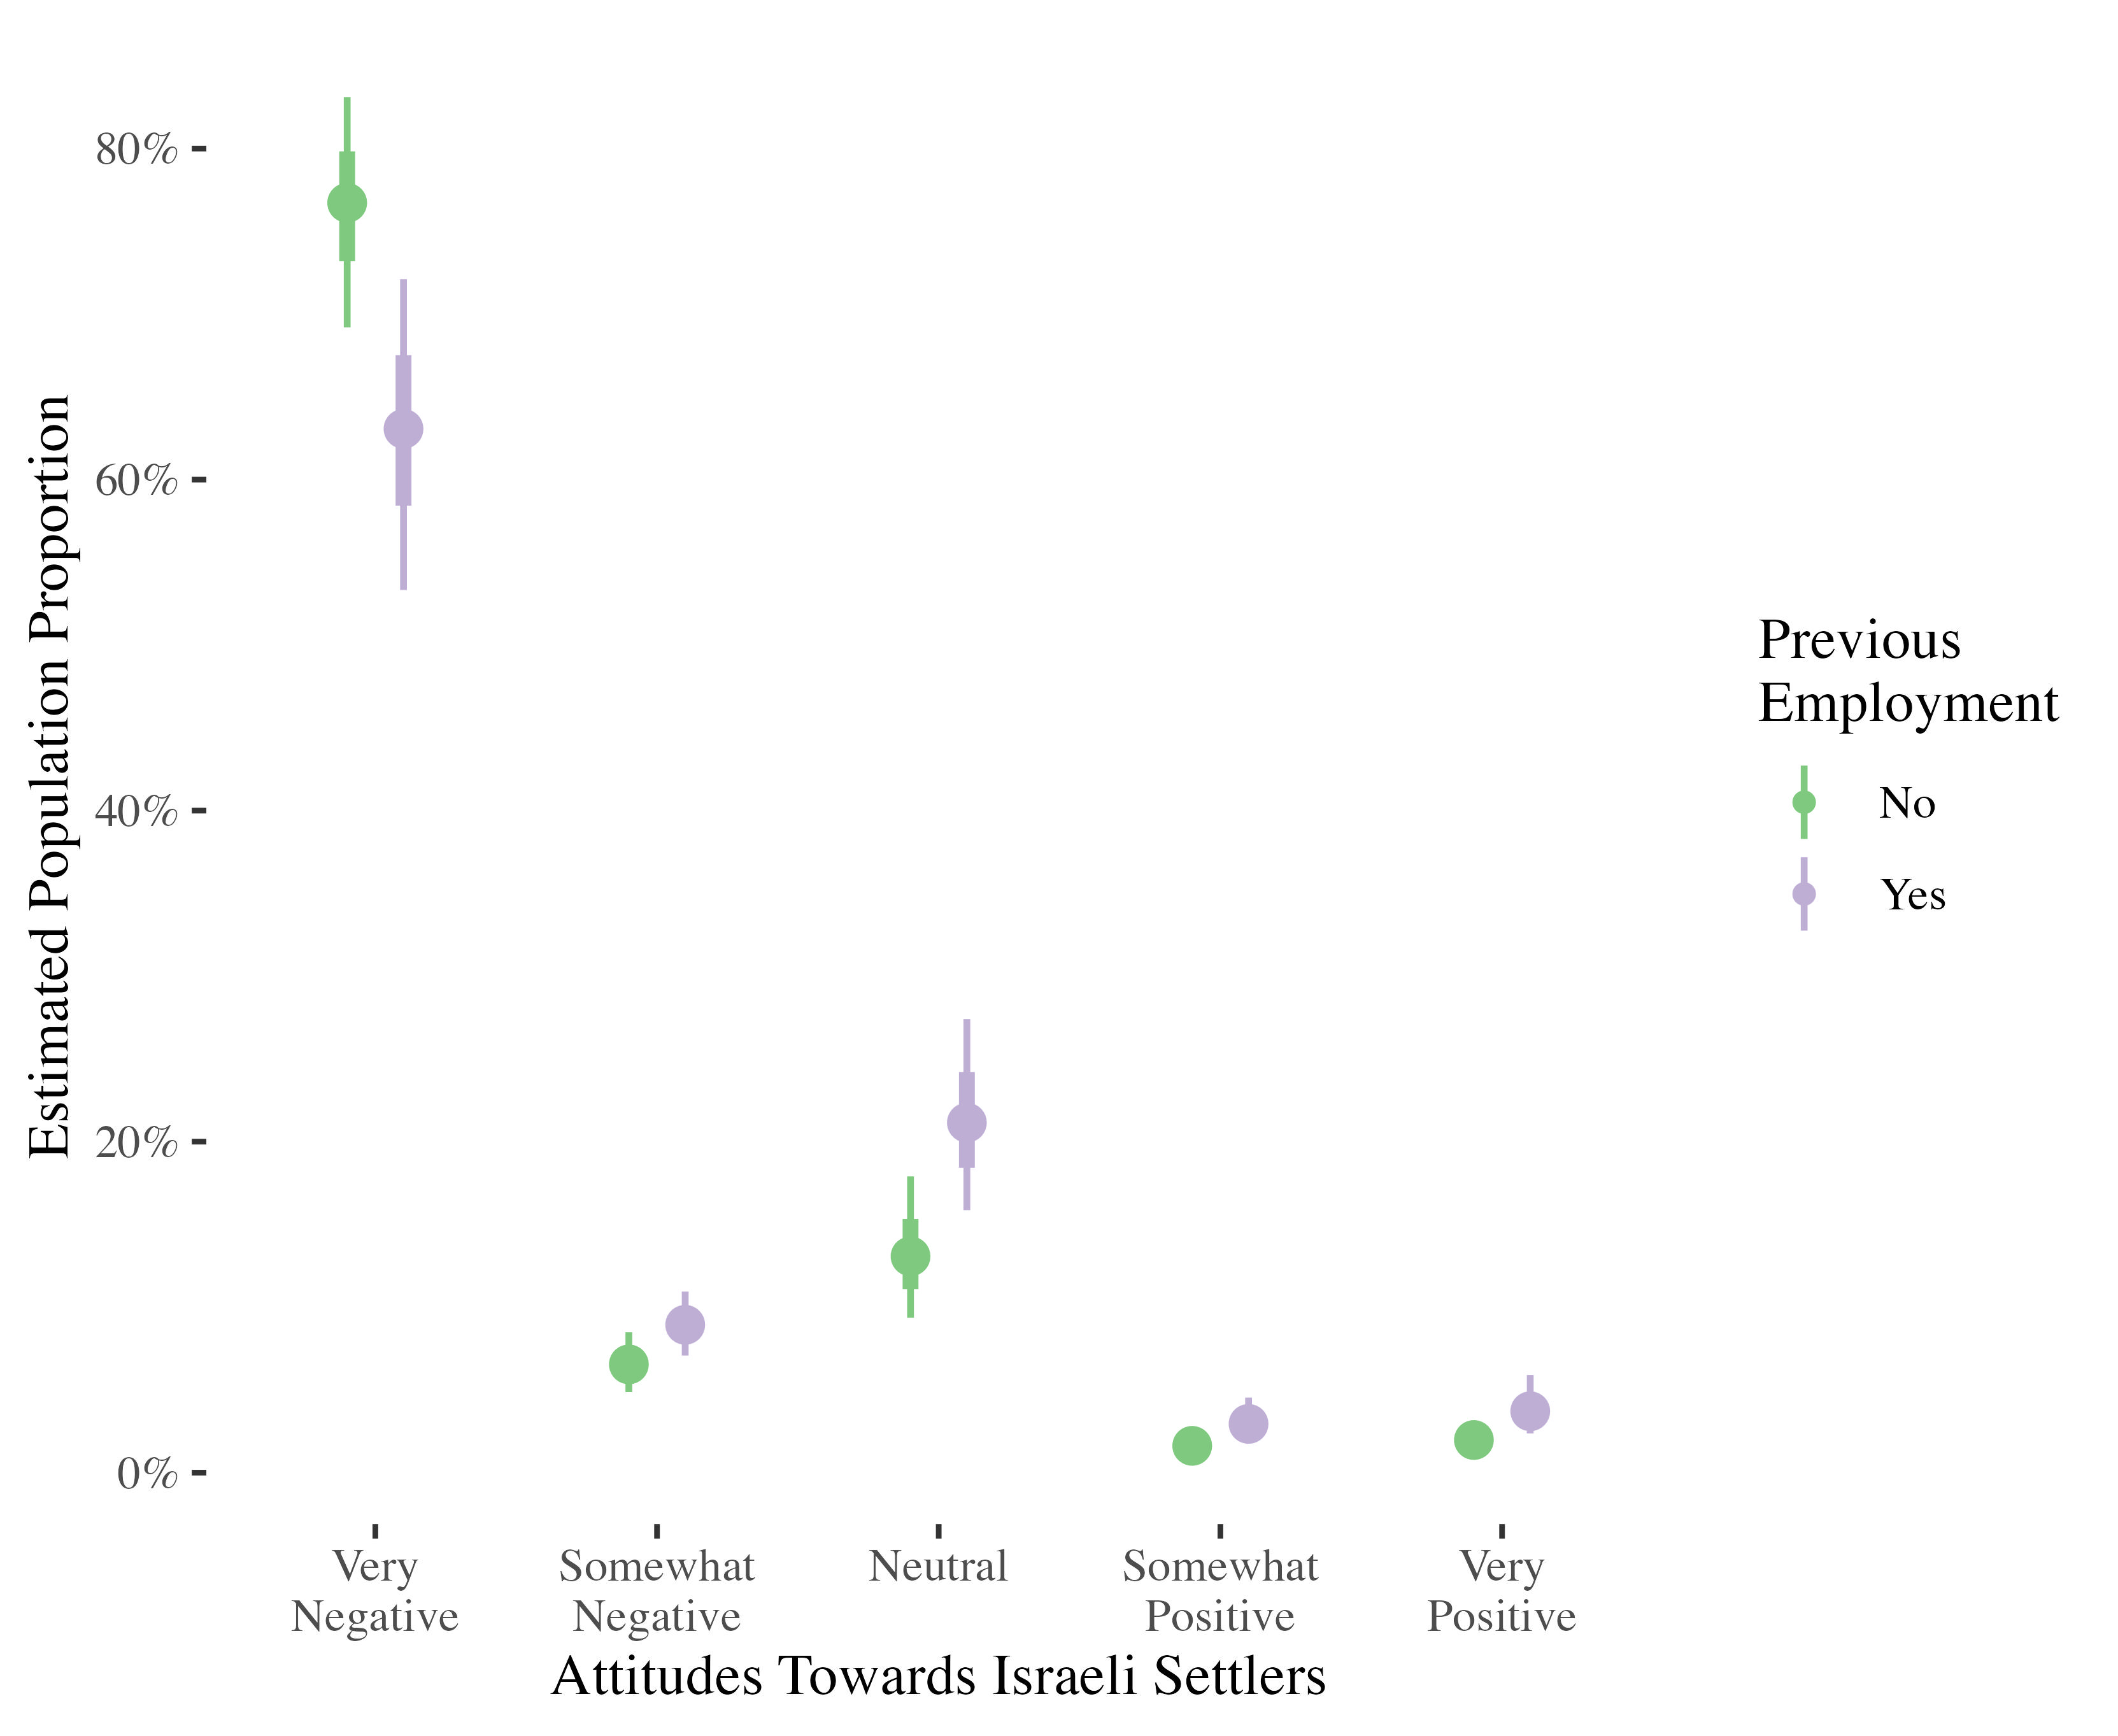 Estimated Population Proportion
80%
60%
40%
20%
0%
Very
Negative
Somewhat
Negative
Neutral
Somewhat
Positive
Very
Positive
Attitudes Towards Israeli Settlers
Previous
Employment
No
Yes